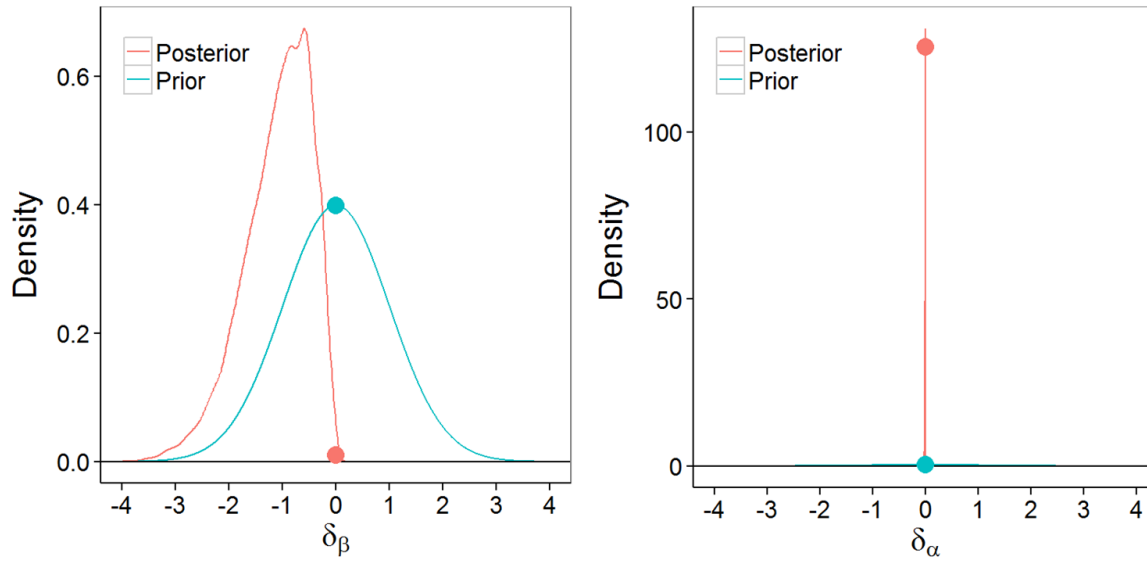 Posterior
Prior
Density
0.6
0.4
0.2
0.0
-4 -3 -2 -1 0 1 2 3 4
δβ
Posterior
Prior
Density
100
50
0
-4 -3 -2 -1 0 1 2 3 4
δα